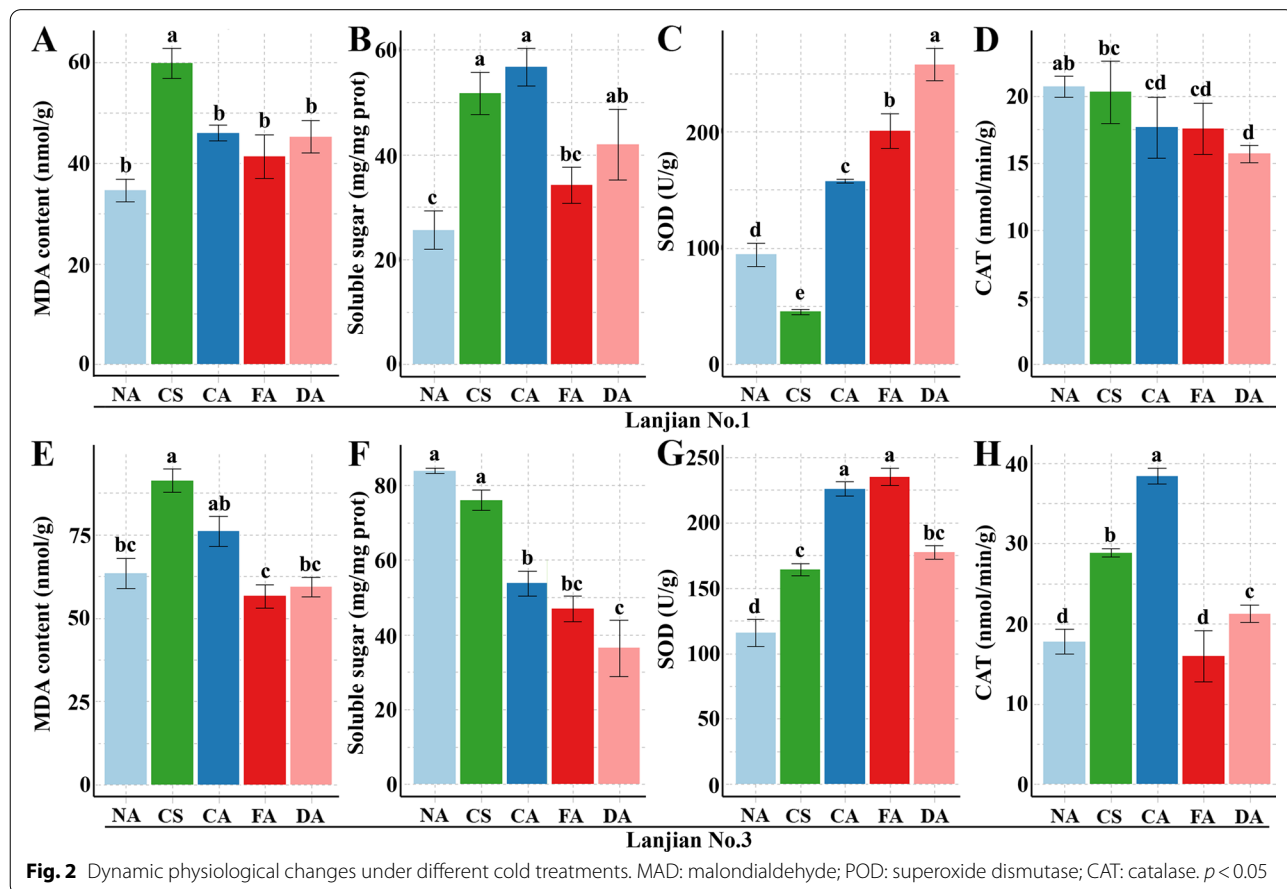 A
MDA content (nmol/g)
60
40
20
0
a
b
b
b
b
NA CS CA FA DA
B
Soluble sugar (mg/mg prot)
60
40
20
0
c
a
a
bc
ab
NA CS CA FA DA
C
SOD (U/g)
200
100
0
d
e
c
b
a
NA CS CA FA DA
D
CAT (nmol/min/g)
20
15
10
5
0
ab
bc
cd
cd
d
NA CS CA FA DA
Lanjian No.1
E
MDA content (nmol/g)
75
50
25
0
bc
a
ab
c
bc
NA CS CA FA DA
F
Soluble sugar (mg/mg prot)
80
60
40
20
0
a
a
b
bc
c
NA CS CA FA DA
G
SOD (U/g)
250
200
150
100
50
0
d
c
a
a
bc
NA CS CA FA DA
H
CAT (nmol/min/g)
40
30
20
10
0
d
b
a
d
c
NA CS CA FA DA
Lanjian No.3
Fig. 2 Dynamic physiological changes under different cold treatments. MAD: malondialdehyde; POD: superoxide dismutase; CAT: catalase. p < 0.05